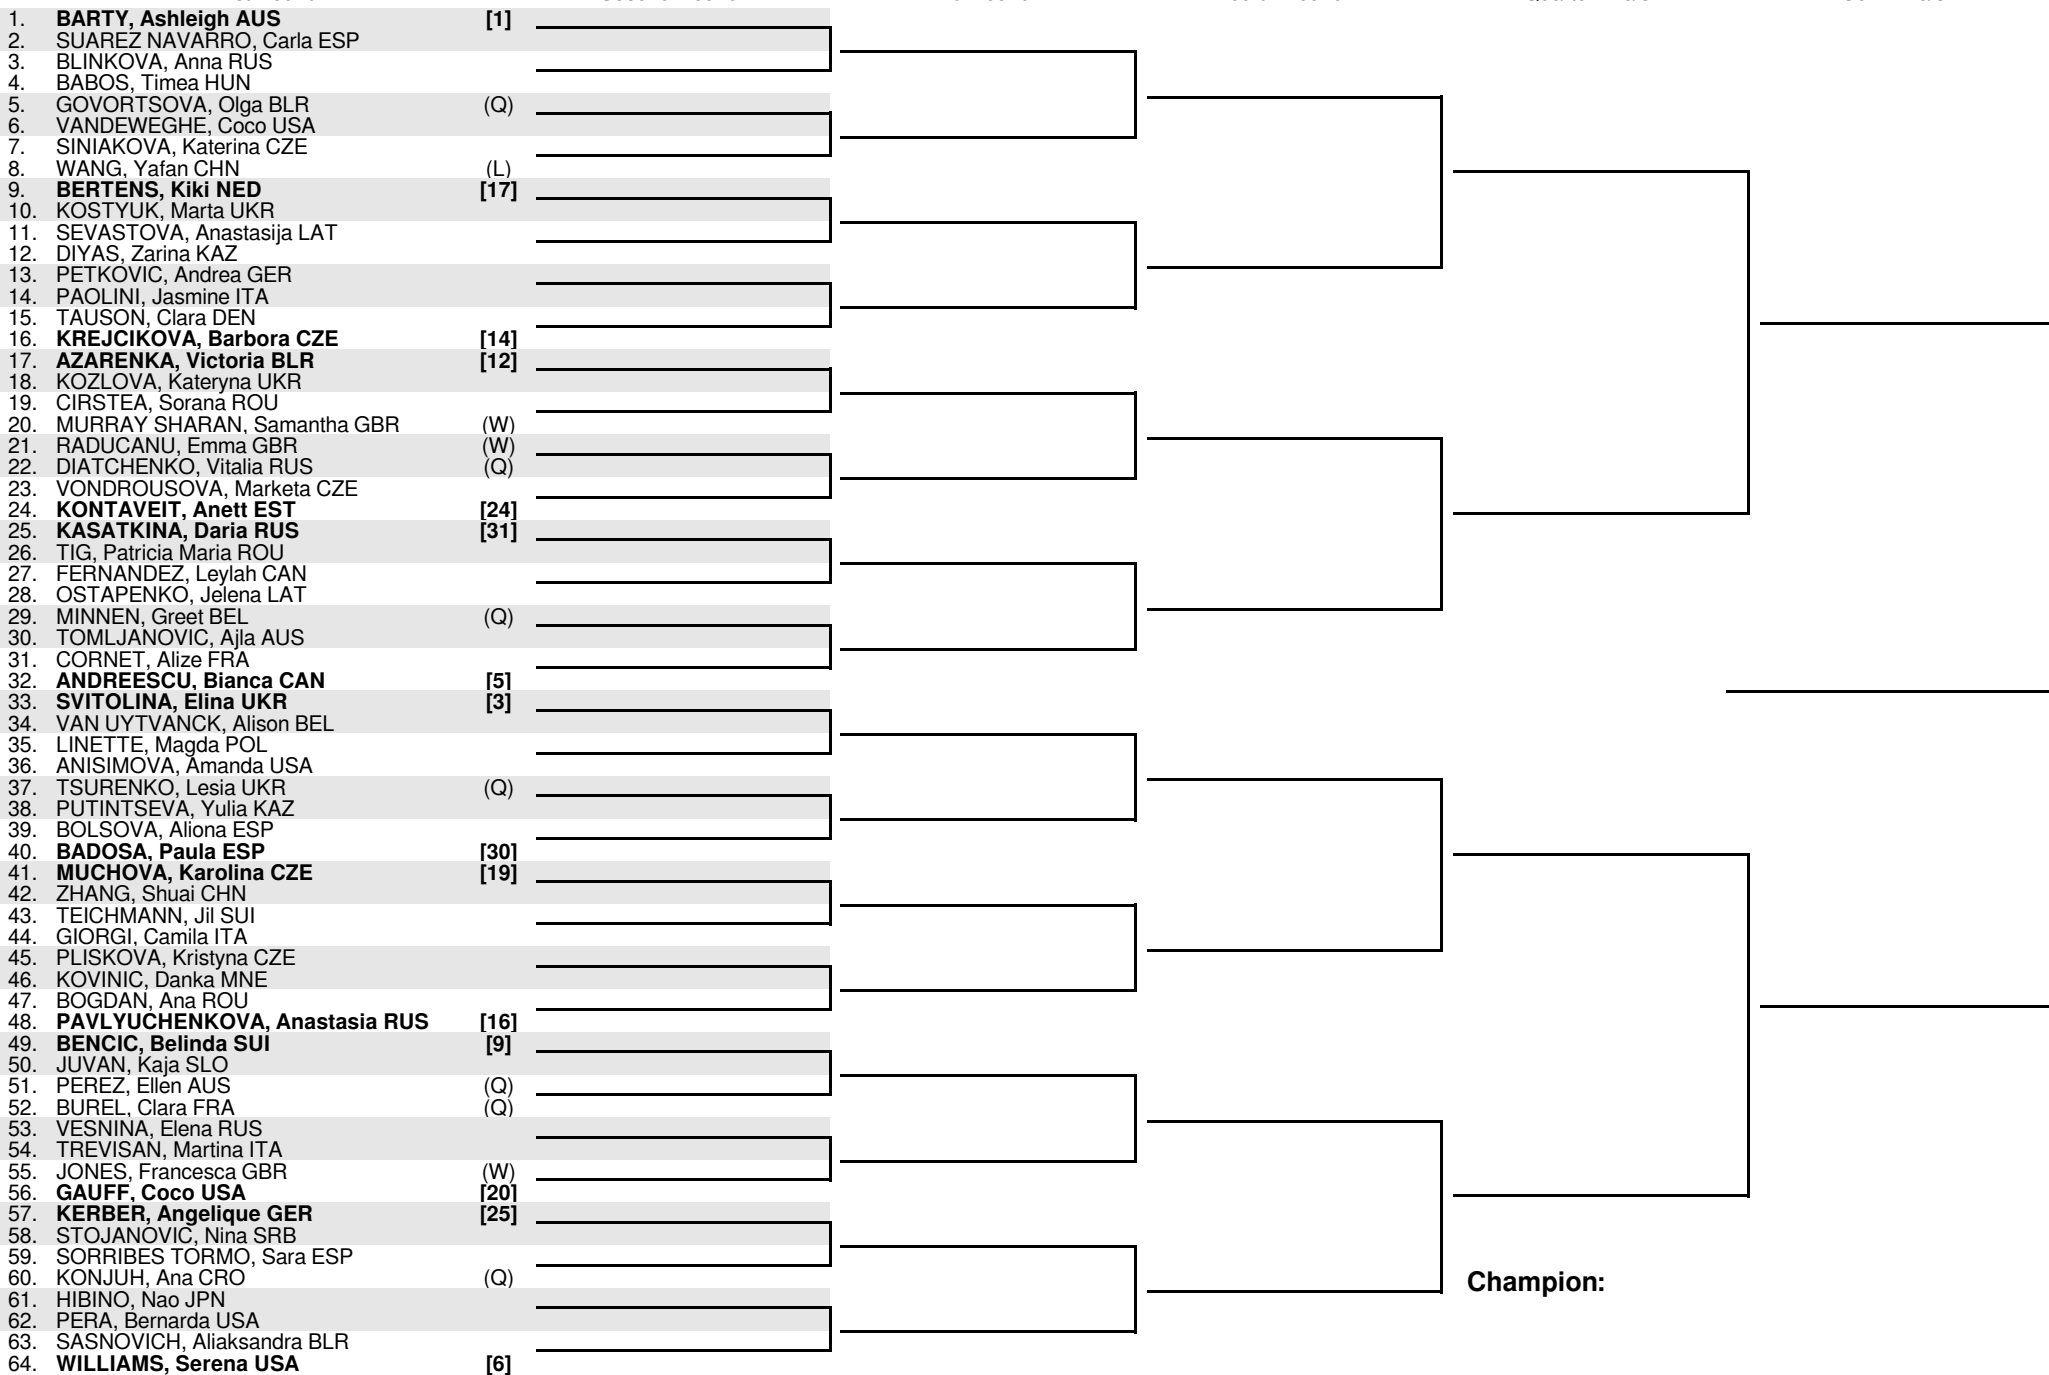 1. BARTY, Ashleigh AUS [1]
2. SUAREZ NAVARRO, Carla ESP
3. BLINKOVA, Anna RUS
4. BABOS, Timea HUN
5. GOVORTSOVA, Olga BLR (Q)
6. VANDEWEGHE, Coco USA
7. SINIAKOVA, Katerina CZE
8. WANG, Yafan CHN (L)
9. BERTENS, Kiki NED [17]
10. KOSTYUK, Marta UKR
11. SEVASTOVA, Anastasija LAT
12. DIYAS, Zarina KAZ
13. PETKOVIC, Andrea GER
14. PAOLINI, Jasmine ITA
15. TAUSON, Clara DEN
16. KREJCIKOVA, Barbora CZE [14]
17. AZARENKA, Victoria BLR [12]
18. KOZLOVA, Kateryna UKR
19. CIRSTEA, Sorana ROU
20. MURRAY SHARAN, Samantha GBR (W)
21. RADUCANU, Emma GBR (W)
22. DIATCHENKO, Vitalia RUS (Q)
23. VONDROUSOVA, Marketa CZE
24. KONTAVEIT, Anett EST [24]
25. KASATKINA, Daria RUS [31]
26. TIG, Patricia Maria ROU
27. FERNANDEZ, Leylah CAN
28. OSTAPENKO, Jelena LAT
29. MINNEN, Greet BEL (Q)
30. TOMLJANOVIC, Ajla AUS
31. CORNET, Alize FRA
32. ANDREESCU, Bianca CAN [5]
33. SVITOLINA, Elina UKR [3]
34. VAN UYTVANCK, Alison BEL
35. LINETTE, Magda POL
36. ANISIMOVA, Amanda USA
37. TSURENKO, Lesia UKR (Q)
38. PUTINTSEVA, Yulia KAZ
39. BOLSOVA, Aliona ESP
40. BADOSA, Paula ESP [30]
41. MUCHOVA, Karolina CZE [19]
42. ZHANG, Shuai CHN
43. TEICHMANN, Jil SUI
44. GIORGI, Camila ITA
45. PLISKOVA, Kristyna CZE
46. KOVINIC, Danka MNE
47. BOGDAN, Ana ROU
48. PAVLYUCHENKOVA, Anastasia RUS [16]
49. BENCIC, Belinda SUI [9]
50. JUVAN, Kaja SLO
51. PEREZ, Ellen AUS (Q)
52. BUREL, Clara FRA (Q)
53. VESNINA, Elena RUS
54. TREVISAN, Martina ITA
55. JONES, Francesca GBR (W)
56. GAUFF, Coco USA [20]
57. KERBER, Angelique GER [25]
58. STOJANOVIC, Nina SRB
59. SORRIBES TORMO, Sara ESP
60. KONJUH, Ana CRO (Q)
Champion:
61. HIBINO, Nao JPN
62. PERA, Bernarda USA
63. SASNOVICH, Aliaksandra BLR
64. WILLIAMS, Serena USA [6]